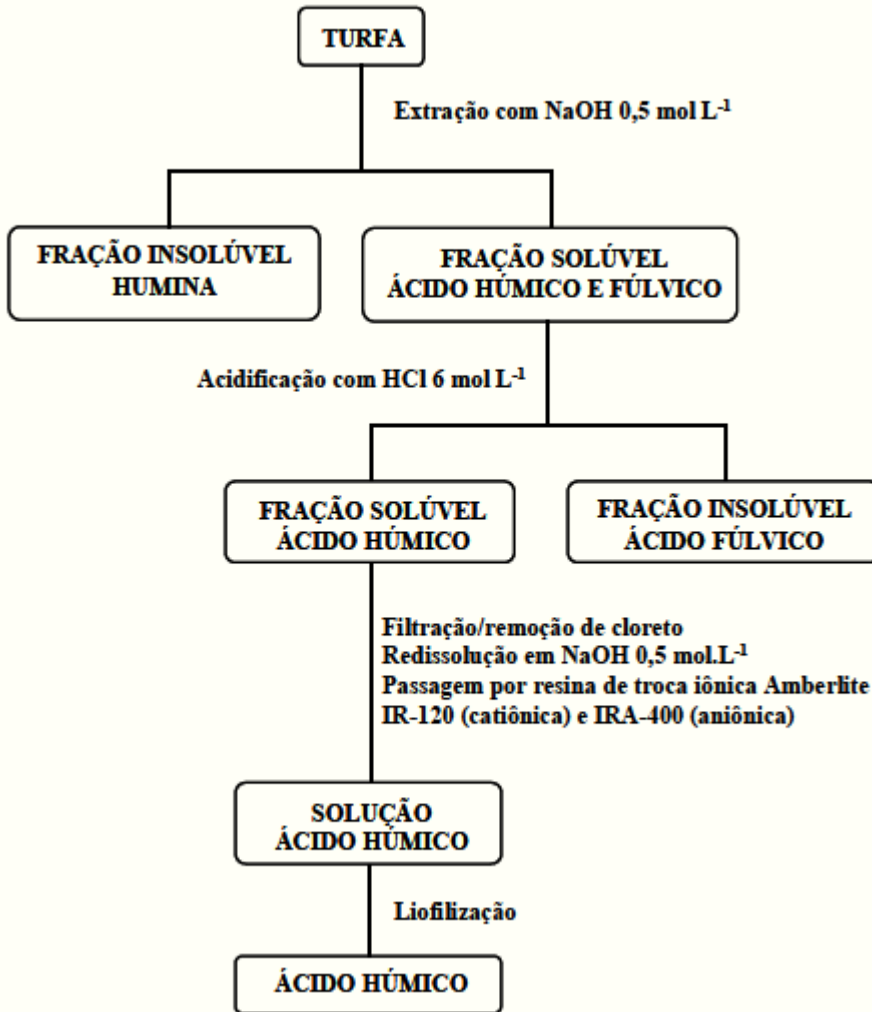 TURFA
Extração com NaOH 0,5 mol L⁻¹
FRAÇÃO INSOLÚVEL
HUMINA
FRAÇÃO SOLÚVEL
ÁCIDO HÚMICO E FÚLVICO
Acidificação com HCl 6 mol L⁻¹
FRAÇÃO SOLÚVEL
ÁCIDO HÚMICO
FRAÇÃO INSOLÚVEL
ÁCIDO FÚLVICO
Filtração/remoção de cloreto
Redissolução em NaOH 0,5 mol.L⁻¹
Passagem por resina de troca iônica Amberlite
IR-120 (catiônica) e IRA-400 (aniônica)
SOLUÇÃO
ÁCIDO HÚMICO
Liofilização
ÁCIDO HÚMICO